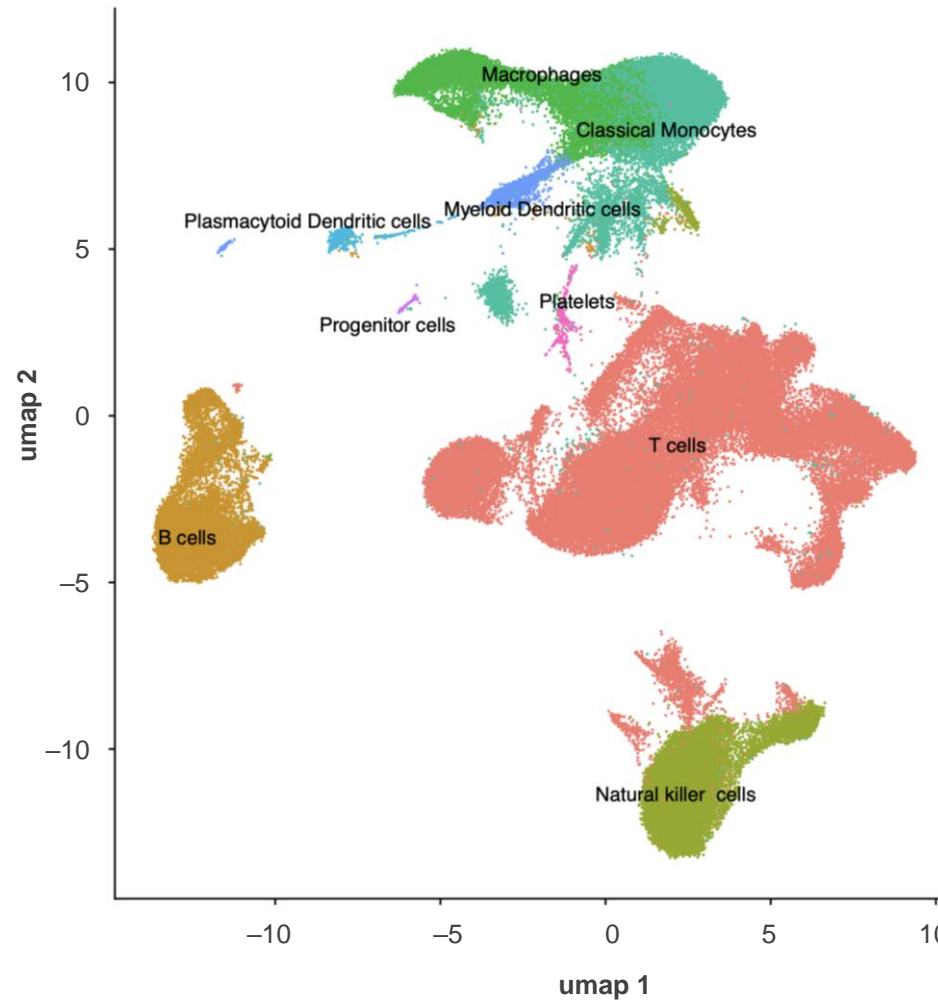 10
Macrophages
Classical Monocytes
Myeloid Dendritic cells
Plasmacytoid Dendritic cells
5
Platelets
Progenitor cells
umap 2
0
T cells
B cells
–5
–10
Natural killer  cells
–10
–5
0
5
10
umap 1